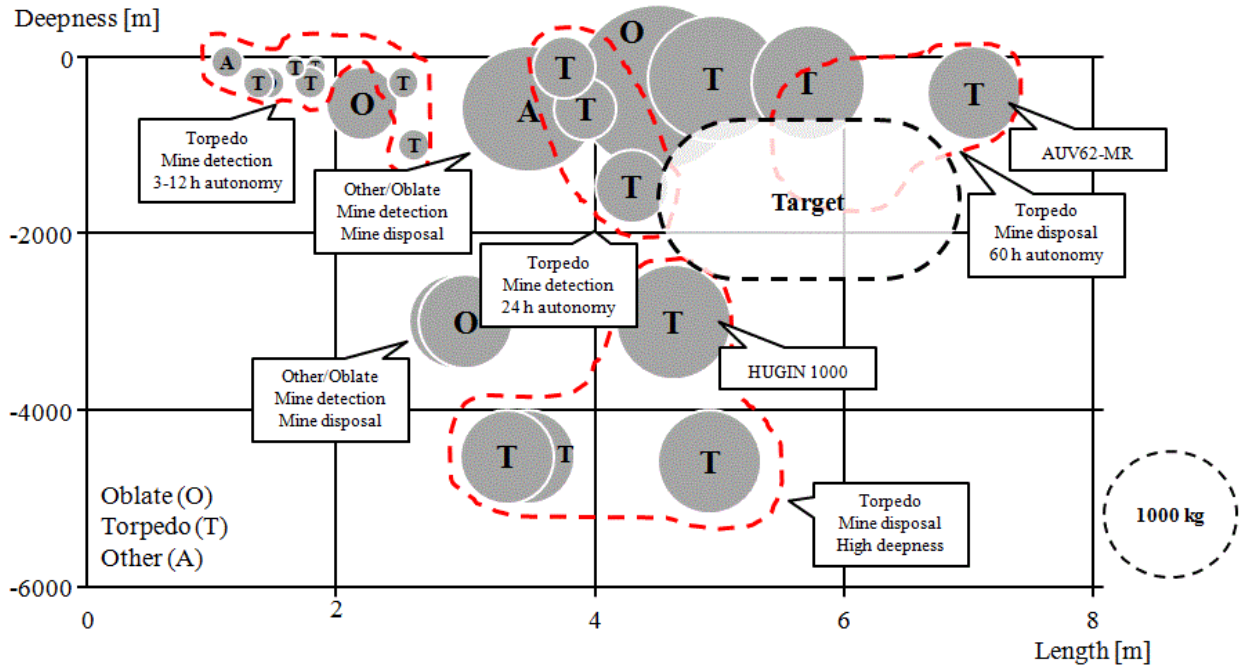 Deepness [m]
0
-2000
-4000
-6000
0
2
4
6
8
Length [m]
A
T
T
T
T
T
O
T
T
A
T
T
T
O
T
T
T
Torpedo
Mine detection
3-12 h autonomy
Other/Oblate
Mine detection
Mine disposal
Torpedo
Mine detection
24 h autonomy
Target
AUV62-MR
Torpedo
Mine disposal
60 h autonomy
O
T
HUGIN 1000
Other/Oblate
Mine detection
Mine disposal
T
T
T
Torpedo
Mine disposal
High deepness
Oblate (O)
Torpedo (T)
Other (A)
1000 kg